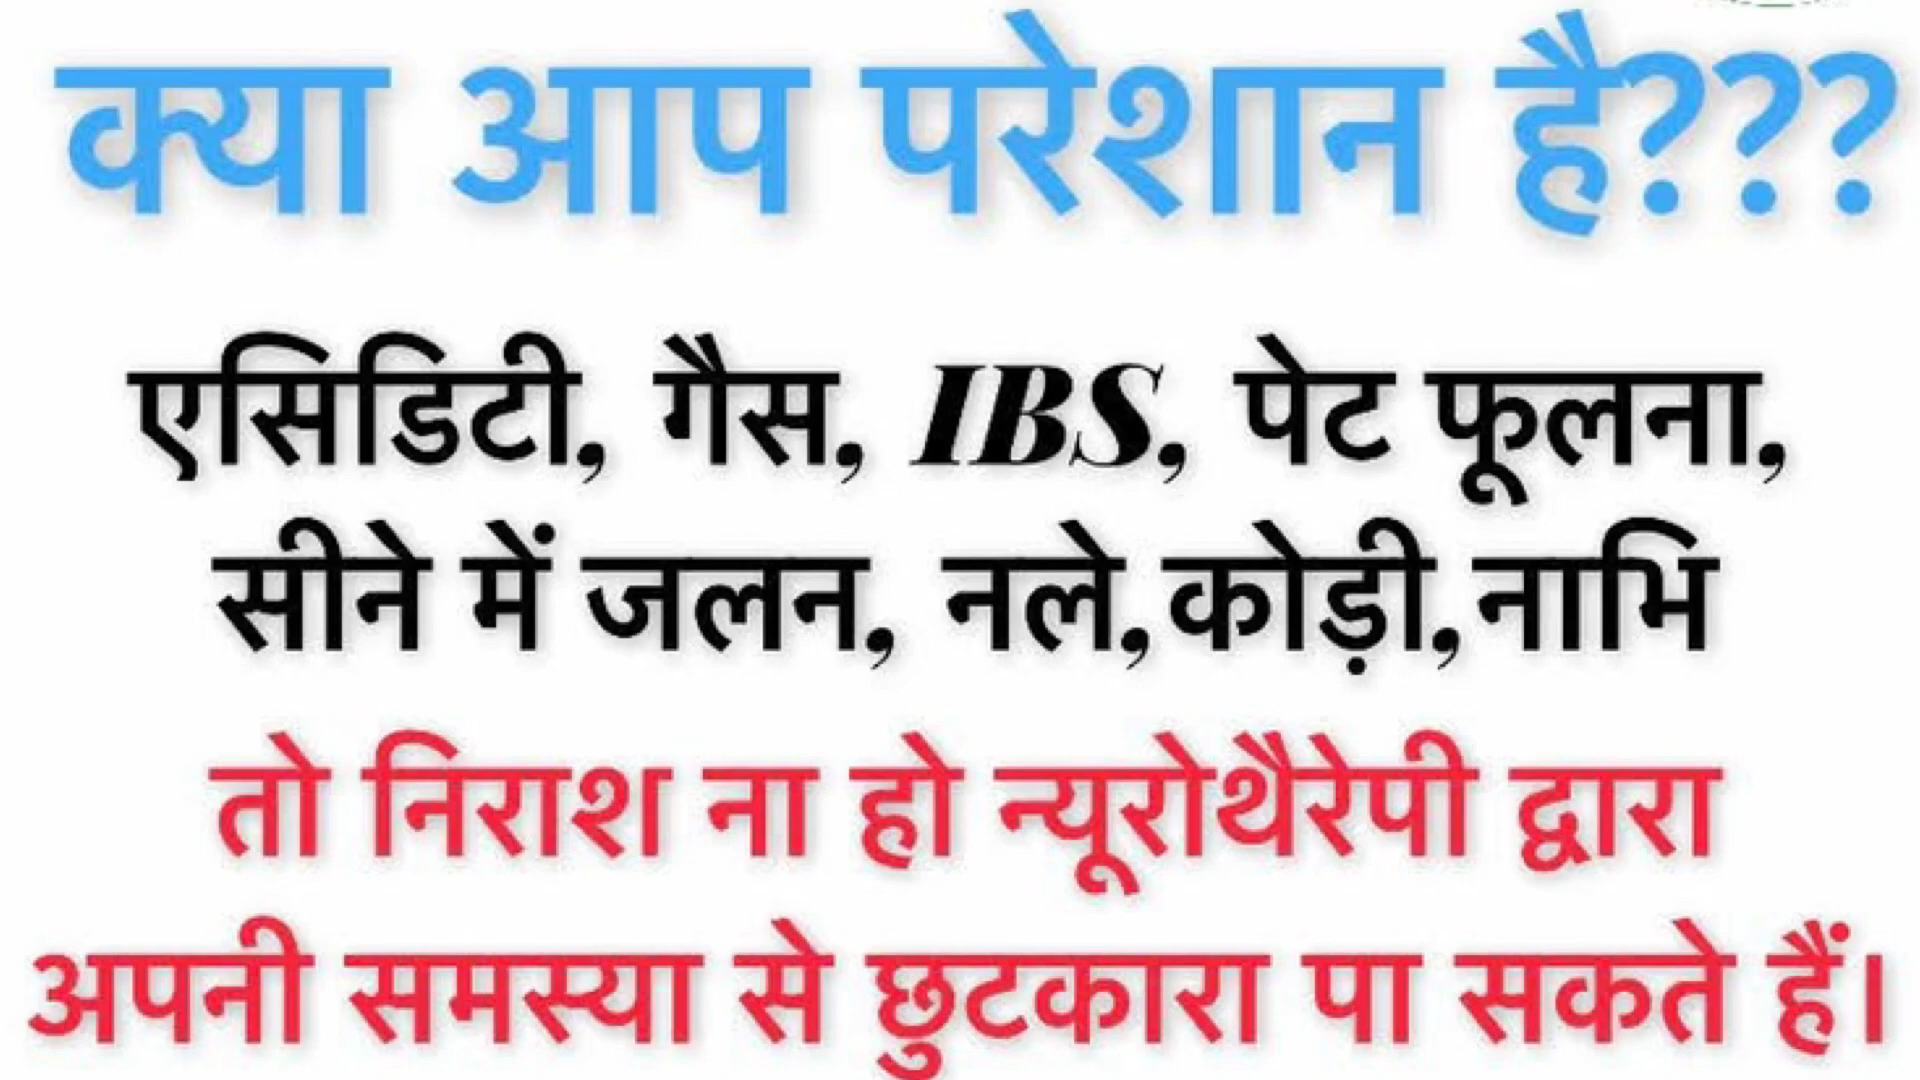 क्या आप परेशान है???
एसिडिटी, गैस, IBS, पेट फूलना,
सीने में जलन, नले,कोड़ी,नाभि
तो निराश ना हो न्यूरोथैरेपी द्वारा
अपनी समस्या से छुटकारा पा सकते हैं।